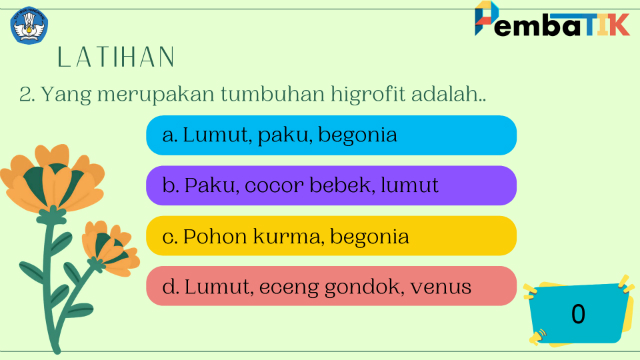 PembaTIK
LATIHAN
2. Yang merupakan tumbuhan higrofit adalah..
a. Lumut, paku, begonia
b. Paku, cocor bebek, lumut
c. Pohon kurma, begonia
d. Lumut, eceng gondok, venus
0